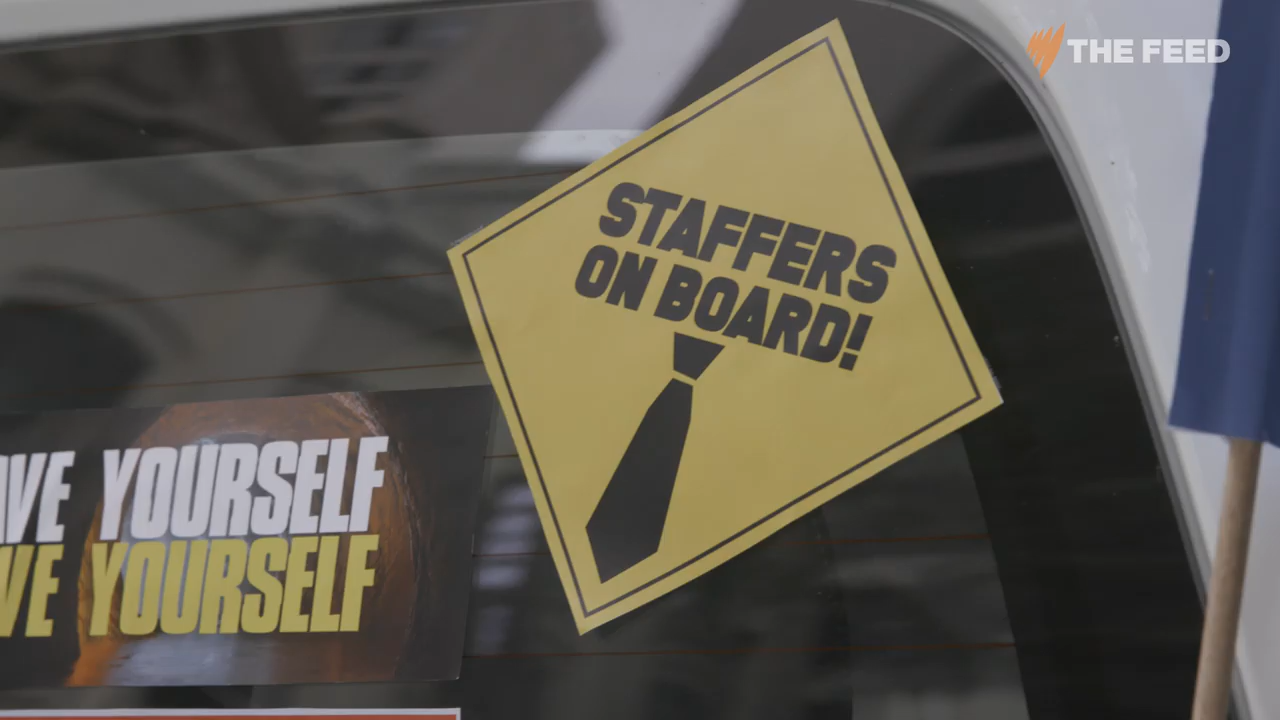 THE FEED
STAFFERS
ON BOARD!
YOURSELF
YOURSELF